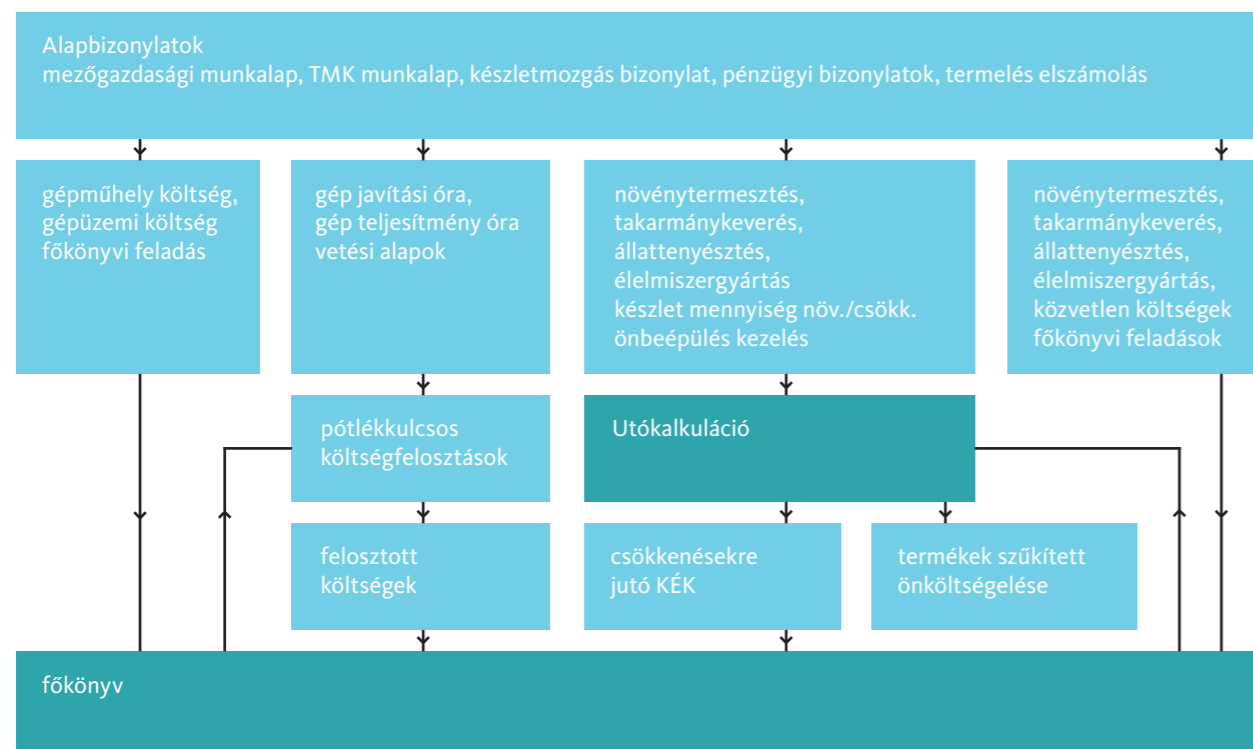 Alapbizonylatok
mezőgazdasági munkalap, TMK munkalap, készletmozgás bizonylat, pénzügyi bizonylatok, termelés elszámolás
gépműhely költség,
gépüzemi költség
főkönyvi feladás
gép javítási óra,
gép teljesítmény óra
vetési alapok
növénytermesztés,
takarmánykeverés,
állattenyésztés,
élelmiszergyártás
készlet mennyiség növ./csökk.
önbeépülés kezelés
növénytermesztés,
takarmánykeverés,
állattenyésztés,
élelmiszergyártás,
közvetlen költségek
főkönyvi feladások
pótlékkulcsos
költségfelosztások
Utókalkuláció
felosztott
költségek
csökkenésekre
jutó KÉK
termékek szűkített
önköltségelése
főkönyv